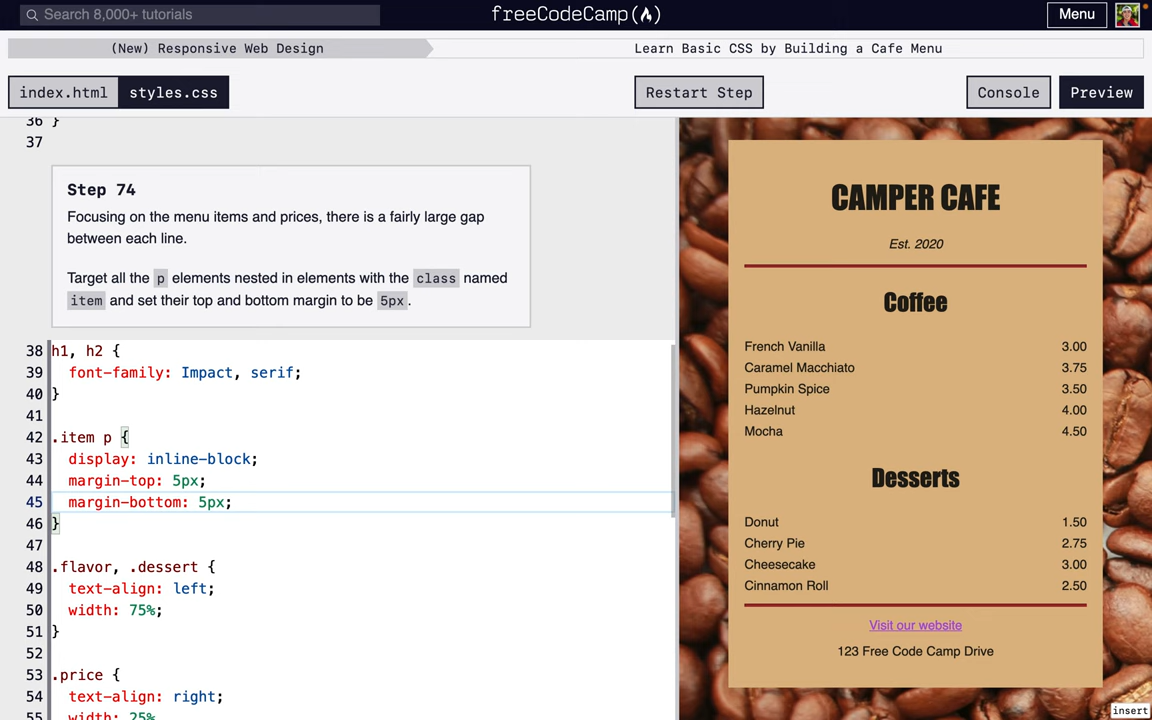 Search 8,000+ tutorials
freeCodeCamp
Menu
(New) Responsive Web Design
Learn Basic CSS by Building a Cafe Menu
index.html
styles.css
Restart Step
Console
Preview
36 }
37
Step 74
Focusing on the menu items and prices, there is a fairly large gap
between each line.
Target all the p elements nested in elements with the class named
item and set their top and bottom margin to be 5px.
38 h1, h2 {
39 font-family: Impact, serif;
40 }
41
42 .item p {
43 display: inline-block;
44 margin-top: 5px;
45 margin-bottom: 5px;
46 }
47
48 .flavor, .dessert {
49 text-align: left;
50 width: 75%;
51 }
52
53 .price {
54 text-align: right;
55 width: 25%
CAMPER CAFE
Est. 2020
Coffee
French Vanilla 3.00
Caramel Macchiato 3.75
Pumpkin Spice 3.50
Hazelnut 4.00
Mocha 4.50
Desserts
Donut 1.50
Cherry Pie 2.75
Cheesecake 3.00
Cinnamon Roll 2.50
Visit our website
123 Free Code Camp Drive
insert